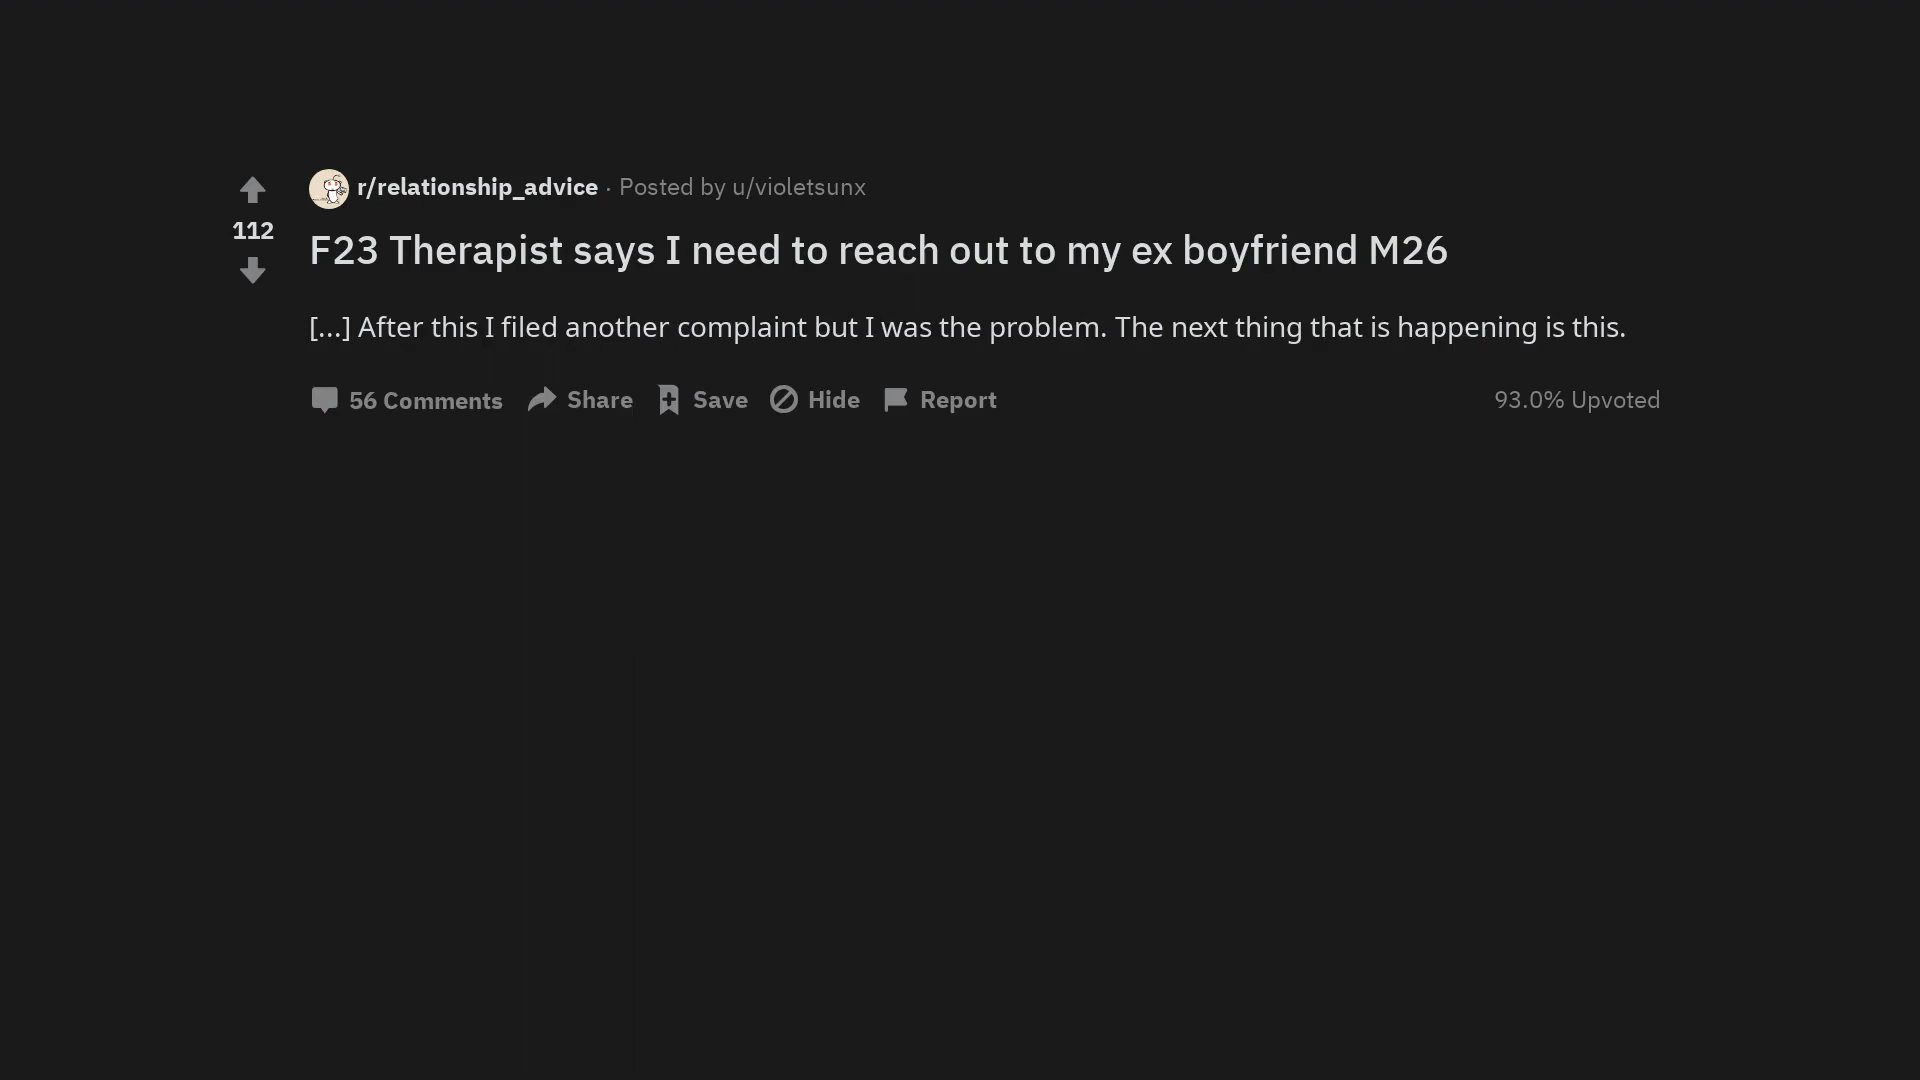 r/relationship_advice · Posted by u/violetsunx
112
F23 Therapist says I need to reach out to my ex boyfriend M26
[...] After this I filed another complaint but I was the problem. The next thing that is happening is this.
56 Comments Share Save Hide Report 93.0% Upvoted